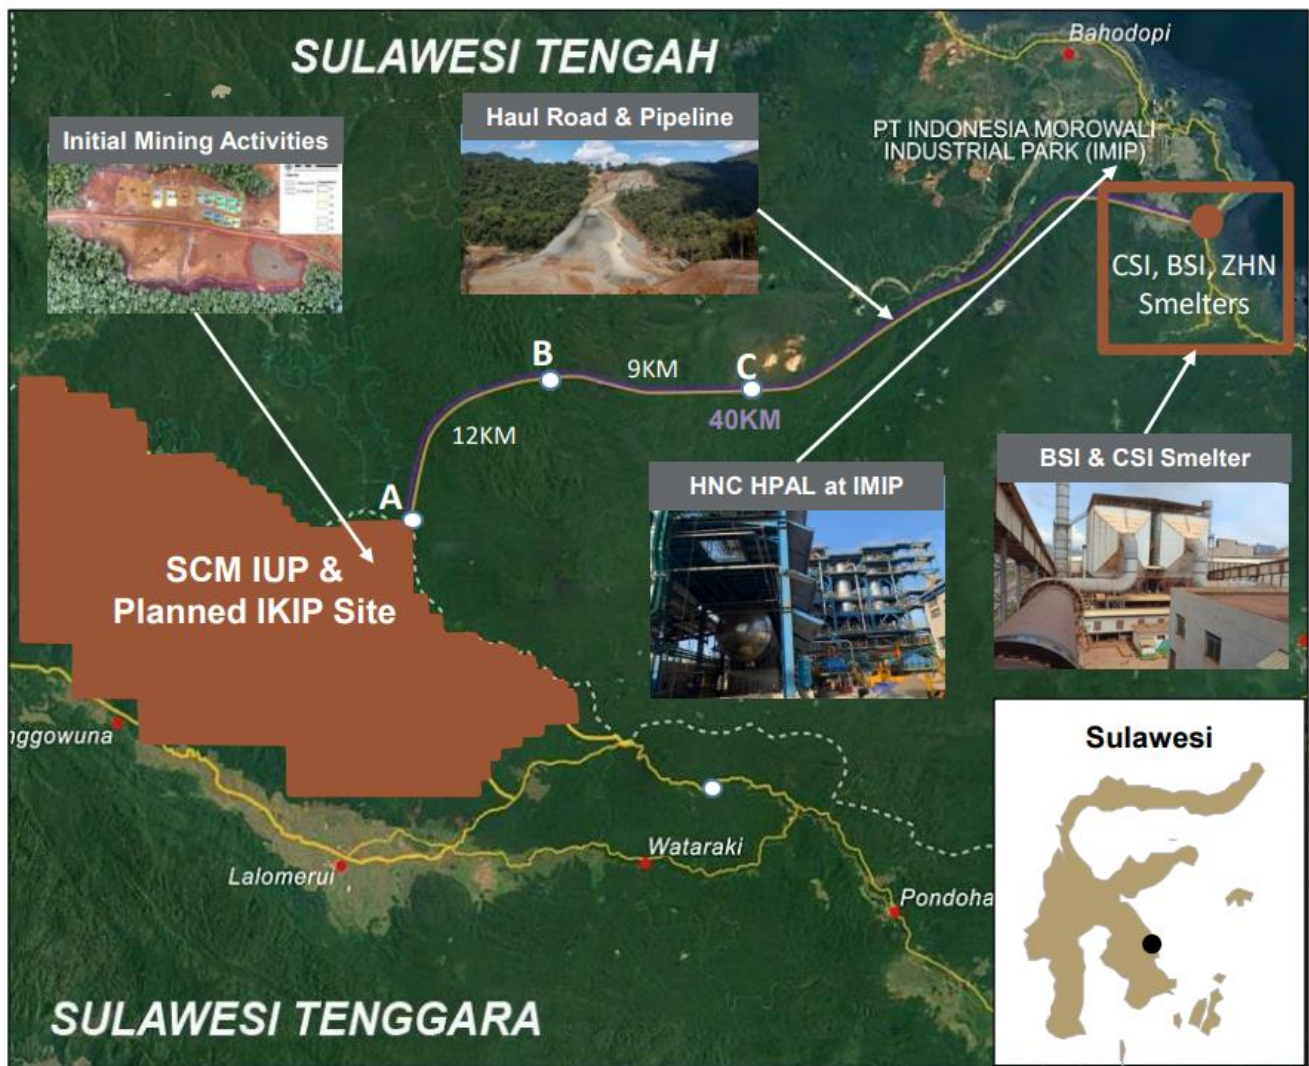 SULAWESI TENGAH
Bahodopi
Initial Mining Activities
Haul Road & Pipeline
PT INDONESIA MOROWALI
INDUSTRIAL PARK (IMIP)
CSI, BSI, ZHN
Smelters
B
9KM
C
40KM
12KM
A
BSI & CSI Smelter
HNC HPAL at IMIP
SCM IUP &
Planned IKIP Site
nggowuna
Sulawesi
Wataraki
Lalomerui
Pondoha
SULAWESI TENGGARA